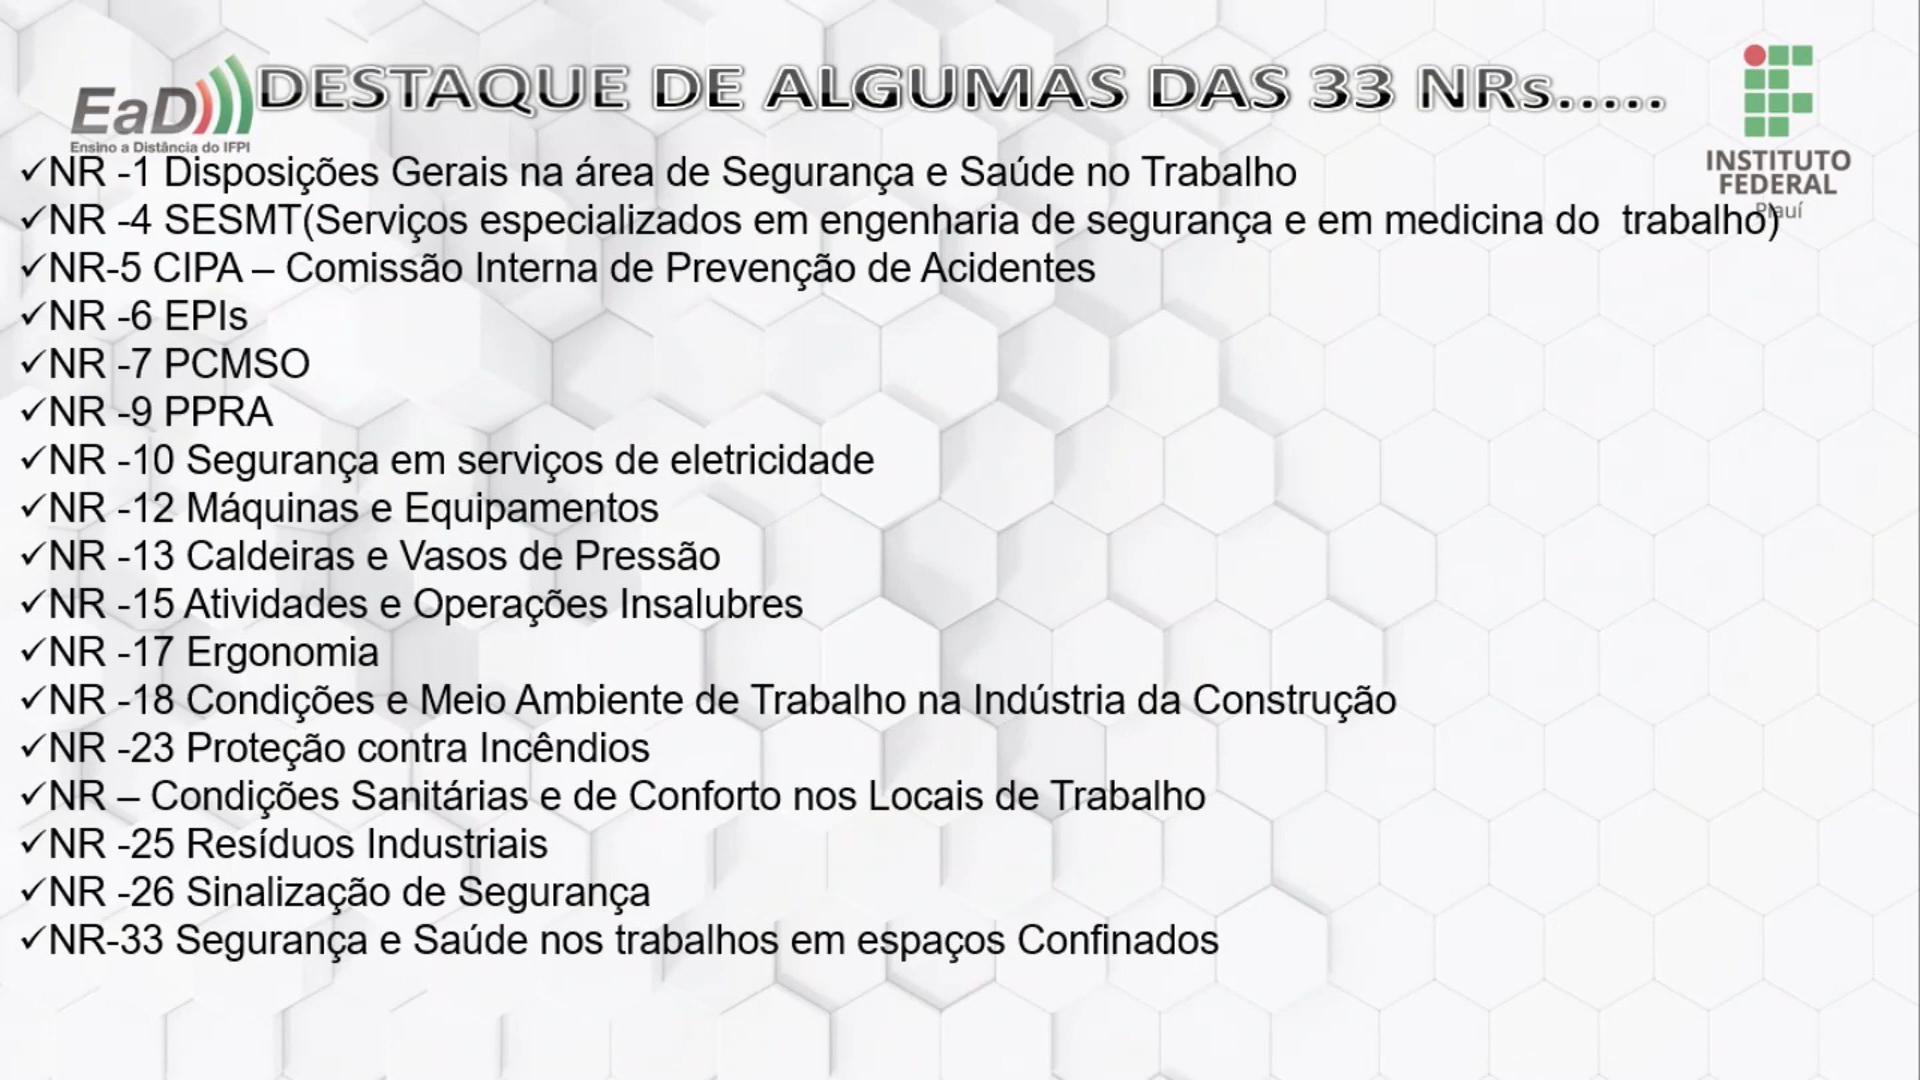 DESTAQUE DE ALGUMAS DAS 33 NRs.....
EaD
Ensino a Distância do IFPI
INSTITUTO
FEDERAL
Piauí
✓NR -1 Disposições Gerais na área de Segurança e Saúde no Trabalho
✓NR -4 SESMT(Serviços especializados em engenharia de segurança e em medicina do  trabalho)
✓NR-5 CIPA – Comissão Interna de Prevenção de Acidentes
✓NR -6 EPIs
✓NR -7 PCMSO
✓NR -9 PPRA
✓NR -10 Segurança em serviços de eletricidade
✓NR -12 Máquinas e Equipamentos
✓NR -13 Caldeiras e Vasos de Pressão
✓NR -15 Atividades e Operações Insalubres
✓NR -17 Ergonomia
✓NR -18 Condições e Meio Ambiente de Trabalho na Indústria da Construção
✓NR -23 Proteção contra Incêndios
✓NR – Condições Sanitárias e de Conforto nos Locais de Trabalho
✓NR -25 Resíduos Industriais
✓NR -26 Sinalização de Segurança
✓NR-33 Segurança e Saúde nos trabalhos em espaços Confinados